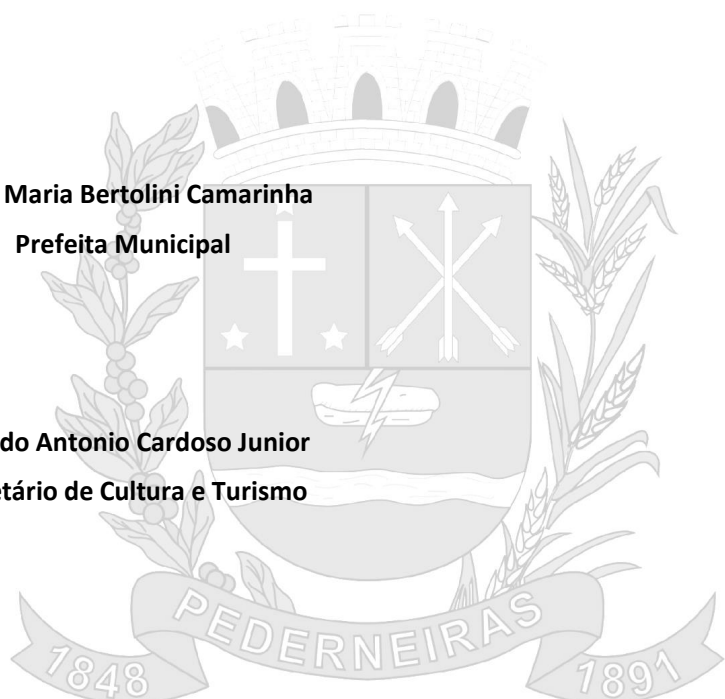 Maria Bertolini Camarinha
Prefeita Municipal
do Antonio Cardoso Junior
etário de Cultura e Turismo
PEDERNEIRAS
1848
1891